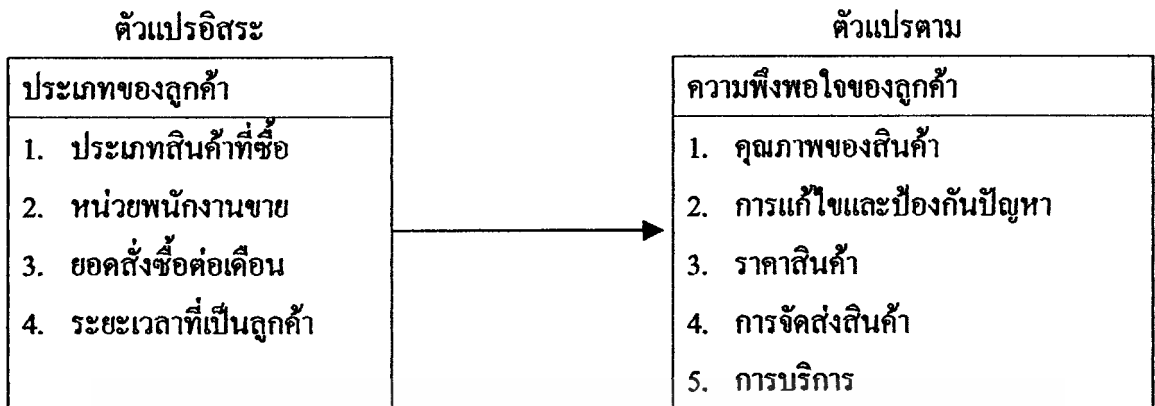 ตัวแปรอิสระ
ประเภทของลูกค้า
1. ประเภทสินค้าที่ซื้อ
2. หน่วยพนักงานขาย
3. ยอดสั่งซื้อต่อเดือน
4. ระยะเวลาที่เป็นลูกค้า
ตัวแปรตาม
ความพึงพอใจของลูกค้า
1. คุณภาพของสินค้า
2. การแก้ไขและป้องกันปัญหา
3. ราคาสินค้า
4. การจัดส่งสินค้า
5. การบริการ